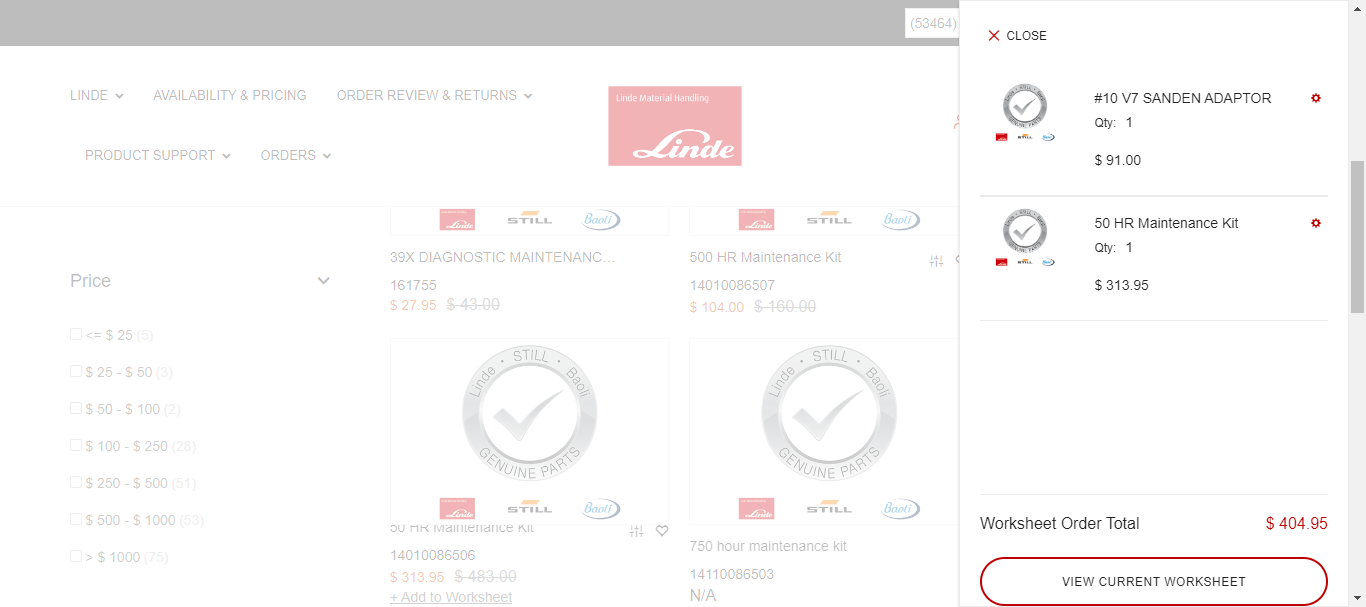 (53464)
LINDE
AVAILABILITY & PRICING
ORDER REVIEW & RETURNS
PRODUCT SUPPORT
ORDERS
Linde Material Handling
Linde
Price
<= $ 25 (5)
$ 25 - $ 50 (3)
$ 50 - $ 100 (2)
$ 100 - $ 250 (28)
$ 250 - $ 500 (51)
$ 500 - $ 1000 (53)
> $ 1000 (75)
Linde STILL Baoli
39X DIAGNOSTIC MAINTENANC...
161755
$ 27.95 $ 43.00
Linde STILL Baoli
500 HR Maintenance Kit
14010086507
$ 104.00 $ 160.00
Linde · STILL · Baoli
GENUINE PARTS
Linde STILL Baoli
50 HR Maintenance Kit
14010086506
$ 313.95 $ 483.00
+ Add to Worksheet
Linde · STILL · Baoli
GENUINE PARTS
Linde STILL Baoli
750 hour maintenance kit
14110086503
N/A
CLOSE
#10 V7 SANDEN ADAPTOR
Qty: 1
$ 91.00
50 HR Maintenance Kit
Qty: 1
$ 313.95
Worksheet Order Total
$ 404.95
VIEW CURRENT WORKSHEET